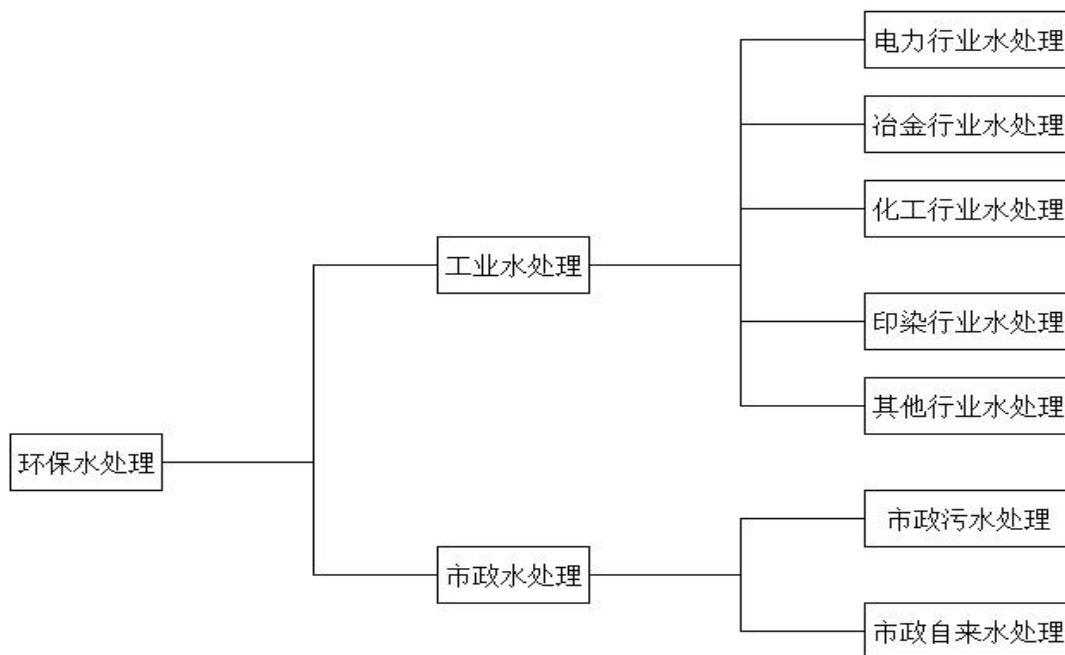 电力行业水处理
冶金行业水处理
化工行业水处理
工业水处理
印染行业水处理
其他行业水处理
环保水处理
市政污水处理
市政水处理
市政自来水处理